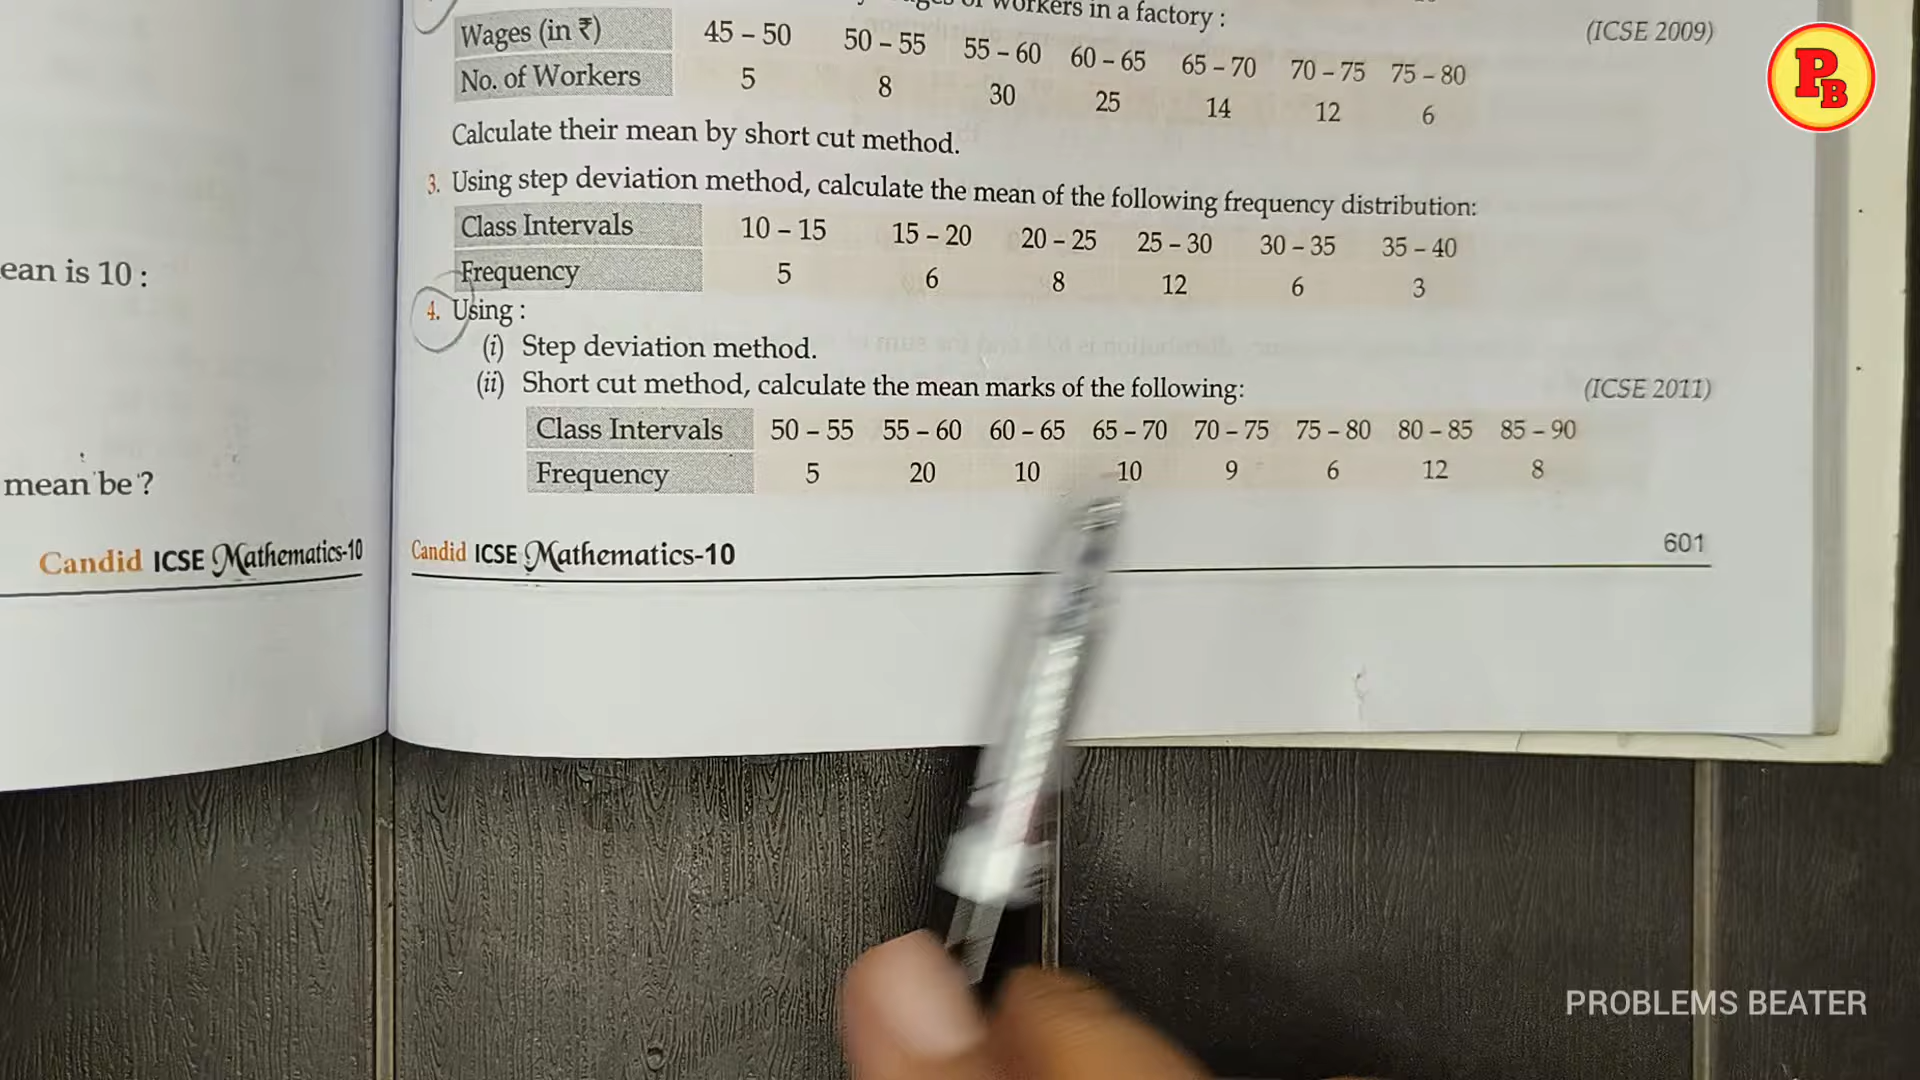 workers in a factory :
(ICSE 2009)
Wages (in ₹) 45 – 50 50 – 55 55 – 60 60 – 65 65 – 70 70 – 75 75 – 80
No. of Workers 5 8 30 25 14 12 6
Calculate their mean by short cut method.
3. Using step deviation method, calculate the mean of the following frequency distribution:
Class Intervals 10 – 15 15 – 20 20 – 25 25 – 30 30 – 35 35 – 40
Frequency 5 6 8 12 6 3
4. Using :
(i) Step deviation method.
(ii) Short cut method, calculate the mean marks of the following:
(ICSE 2011)
Class Intervals 50 – 55 55 – 60 60 – 65 65 – 70 70 – 75 75 – 80 80 – 85 85 – 90
Frequency 5 20 10 10 9 6 12 8
Candid ICSE Mathematics-10
601
ean is 10 :
mean be ?
Candid ICSE Mathematics-10
PB
PROBLEMS BEATER